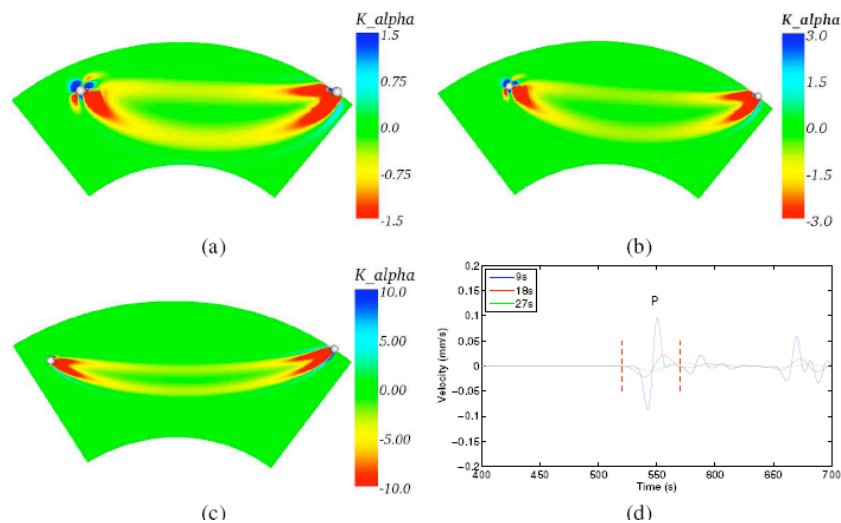 K_alpha
1.5
0.75
0.0
-0.75
-1.5
(a)
K_alpha
3.0
1.5
0.0
-1.5
-3.0
(b)
K_alpha
10.0
5.00
0.00
-5.00
-10.0
(c)
9s
18s
27s
P
Velocity (mm/s)
0.2
0.15
0.1
0.05
0
-0.05
-0.1
-0.15
-0.2
400 450 500 550 600 650 700
Time (s)
(d)